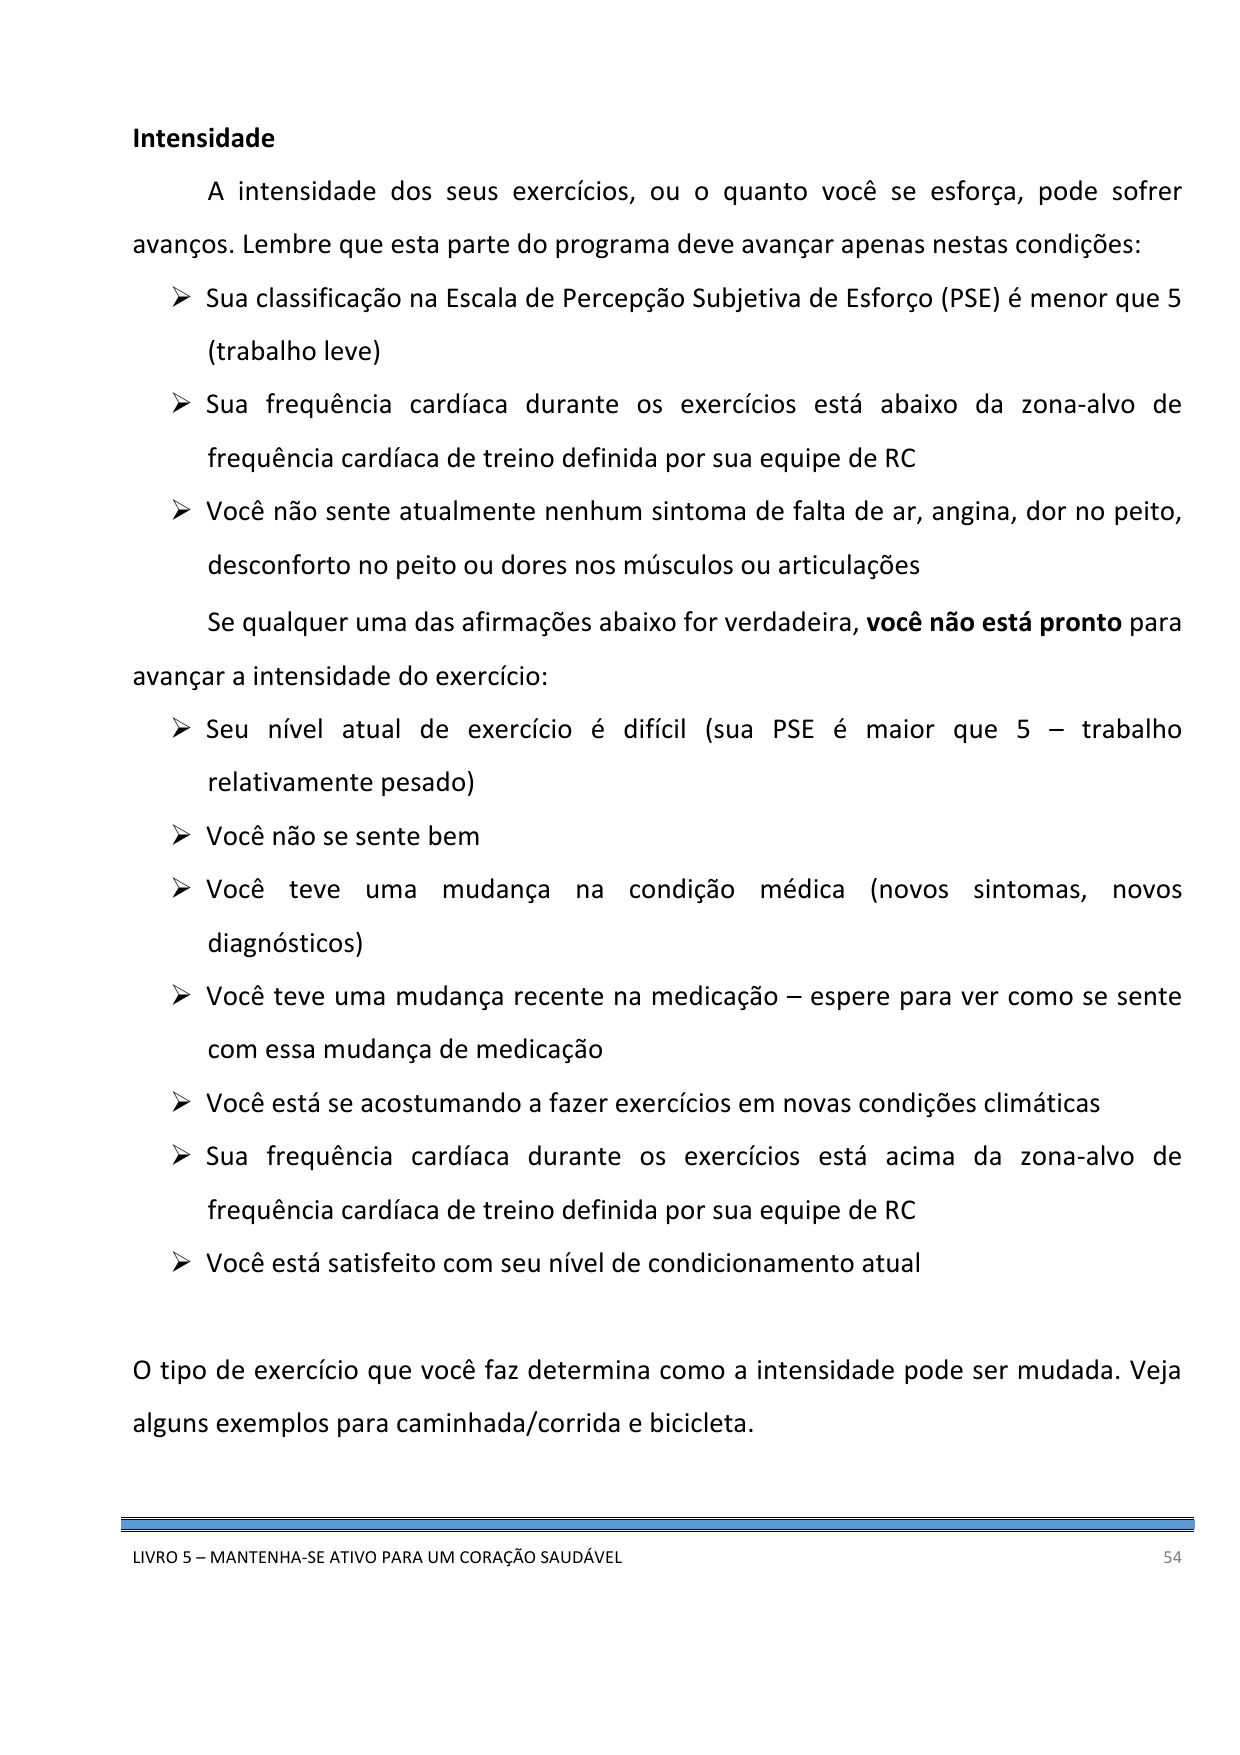 Intensidade
A intensidade dos seus exercícios, ou o quanto você se esforça, pode sofrer
avanços. Lembre que esta parte do programa deve avançar apenas nestas condições:
➢ Sua classificação na Escala de Percepção Subjetiva de Esforço (PSE) é menor que 5
(trabalho leve)
➢ Sua frequência cardíaca durante os exercícios está abaixo da zona-alvo de
frequência cardíaca de treino definida por sua equipe de RC
➢ Você não sente atualmente nenhum sintoma de falta de ar, angina, dor no peito,
desconforto no peito ou dores nos músculos ou articulações
Se qualquer uma das afirmações abaixo for verdadeira, você não está pronto para
avançar a intensidade do exercício:
➢ Seu nível atual de exercício é difícil (sua PSE é maior que 5 – trabalho
relativamente pesado)
➢ Você não se sente bem
➢ Você teve uma mudança na condição médica (novos sintomas, novos
diagnósticos)
➢ Você teve uma mudança recente na medicação – espere para ver como se sente
com essa mudança de medicação
➢ Você está se acostumando a fazer exercícios em novas condições climáticas
➢ Sua frequência cardíaca durante os exercícios está acima da zona-alvo de
frequência cardíaca de treino definida por sua equipe de RC
➢ Você está satisfeito com seu nível de condicionamento atual
O tipo de exercício que você faz determina como a intensidade pode ser mudada. Veja
alguns exemplos para caminhada/corrida e bicicleta.
LIVRO 5 – MANTENHA-SE ATIVO PARA UM CORAÇÃO SAUDÁVEL 54